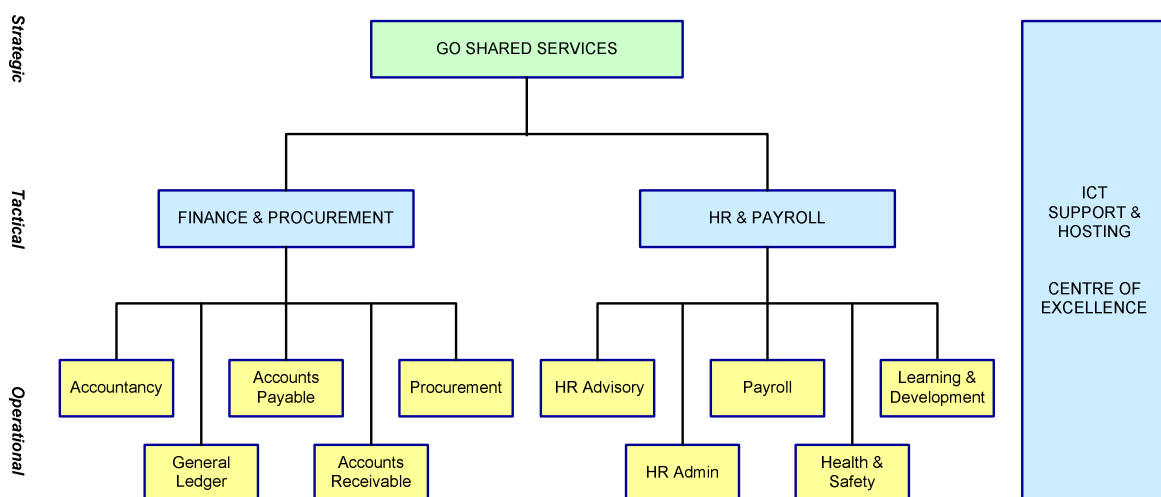 Strategic
GO SHARED SERVICES
Tactical
FINANCE & PROCUREMENT
HR & PAYROLL
ICT
SUPPORT &
HOSTING
CENTRE OF
EXCELLENCE
Operational
Accountancy
Accounts
Payable
Procurement
HR Advisory
Payroll
Learning &
Development
General
Ledger
Accounts
Receivable
HR Admin
Health &
Safety